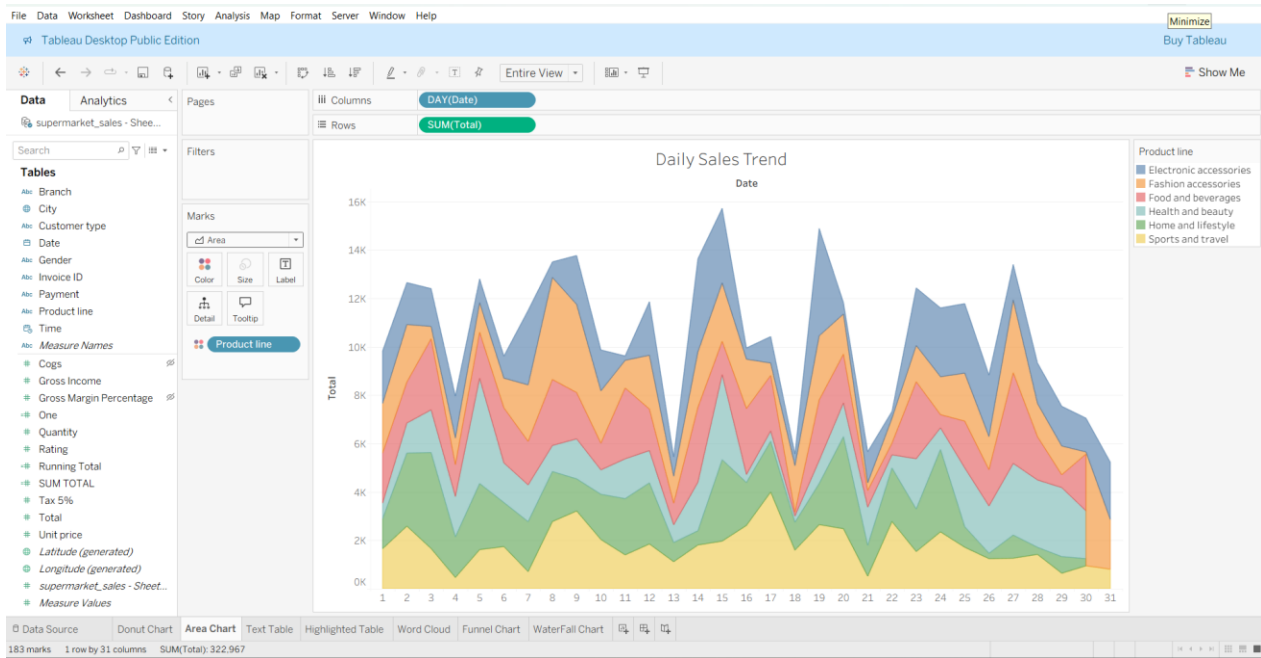 File Data Worksheet Dashboard Story Analysis Map Format Server Window Help
Minimize
Tableau Desktop Public Edition
Buy Tableau
Entire View
Show Me
Data Analytics
supermarket_sales - Shee...
Search
Tables
Abc Branch
City
Abc Customer type
Date
Abc Gender
Abc Invoice ID
Abc Payment
Abc Product line
Time
Abc Measure Names
# Cogs
# Gross Income
# Gross Margin Percentage
=# One
# Quantity
# Rating
=# Running Total
=# SUM TOTAL
# Tax 5%
# Total
# Unit price
Latitude (generated)
Longitude (generated)
# supermarket_sales - Sheet...
# Measure Values
Pages
Filters
Marks
Area
Color Size Label
Detail Tooltip
Product line
Columns DAY(Date)
Rows SUM(Total)
Daily Sales Trend
Date
Total
16K
14K
12K
10K
8K
6K
4K
2K
0K
1 2 3 4 5 6 7 8 9 10 11 12 13 14 15 16 17 18 19 20 21 22 23 24 25 26 27 28 29 30 31
Product line
Electronic accessories
Fashion accessories
Food and beverages
Health and beauty
Home and lifestyle
Sports and travel
Data Source Donut Chart Area Chart Text Table Highlighted Table Word Cloud Funnel Chart WaterFall Chart
183 marks 1 row by 31 columns SUM(Total): 322,967